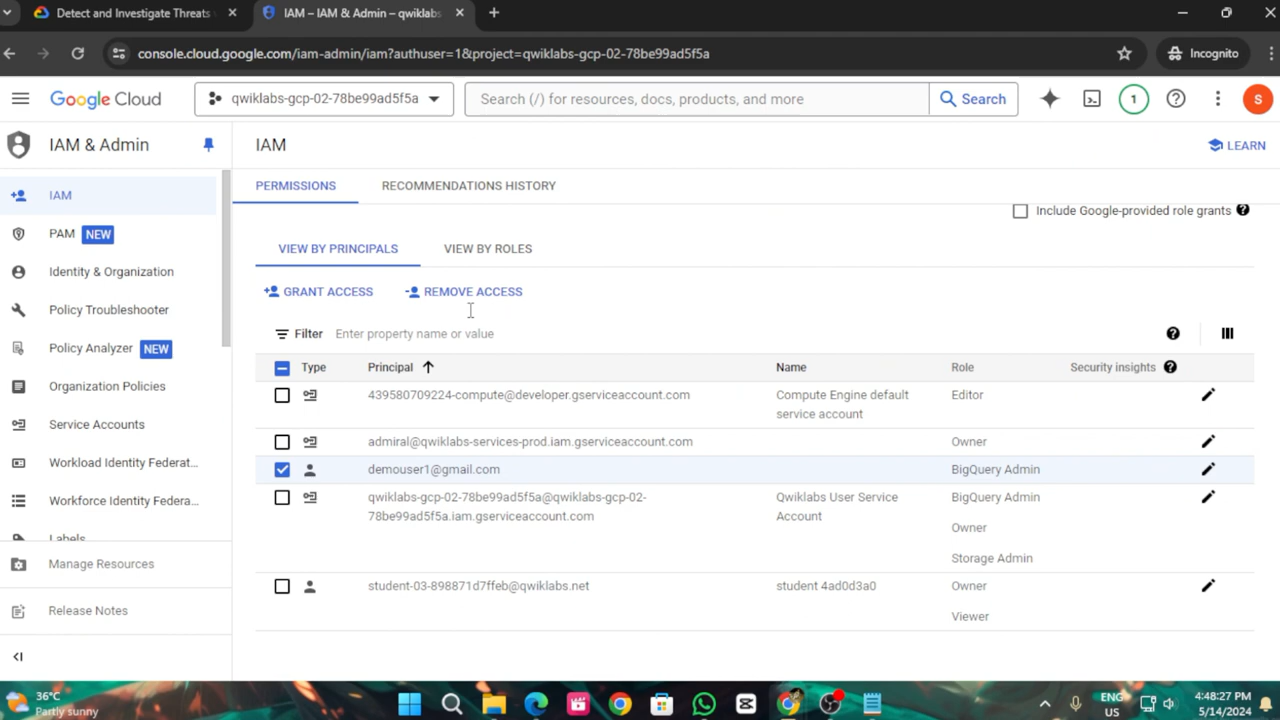 Detect and Investigate Threats
IAM – IAM & Admin – qwiklabs
console.cloud.google.com/iam-admin/iam?authuser=1&project=qwiklabs-gcp-02-78be99ad5f5a
Incognito
Google Cloud
qwiklabs-gcp-02-78be99ad5f5a
Search (/) for resources, docs, products, and more
Search
1
S
IAM & Admin
IAM
LEARN
IAM
PAM NEW
Identity & Organization
Policy Troubleshooter
Policy Analyzer NEW
Organization Policies
Service Accounts
Workload Identity Federat...
Workforce Identity Federa...
Labels
Manage Resources
Release Notes
PERMISSIONS
RECOMMENDATIONS HISTORY
Include Google-provided role grants
VIEW BY PRINCIPALS
VIEW BY ROLES
GRANT ACCESS
REMOVE ACCESS
Filter Enter property name or value
Type Principal Name Role Security insights
439580709224-compute@developer.gserviceaccount.com Compute Engine default Editor
service account
admiral@qwiklabs-services-prod.iam.gserviceaccount.com Owner
demouser1@gmail.com BigQuery Admin
qwiklabs-gcp-02-78be99ad5f5a@qwiklabs-gcp-02- Qwiklabs User Service BigQuery Admin
78be99ad5f5a.iam.gserviceaccount.com Account
Owner
Storage Admin
student-03-898871d7ffeb@qwiklabs.net student 4ad0d3a0 Owner
Viewer
36°C
Partly sunny
ENG
US
4:48:27 PM
5/14/2024